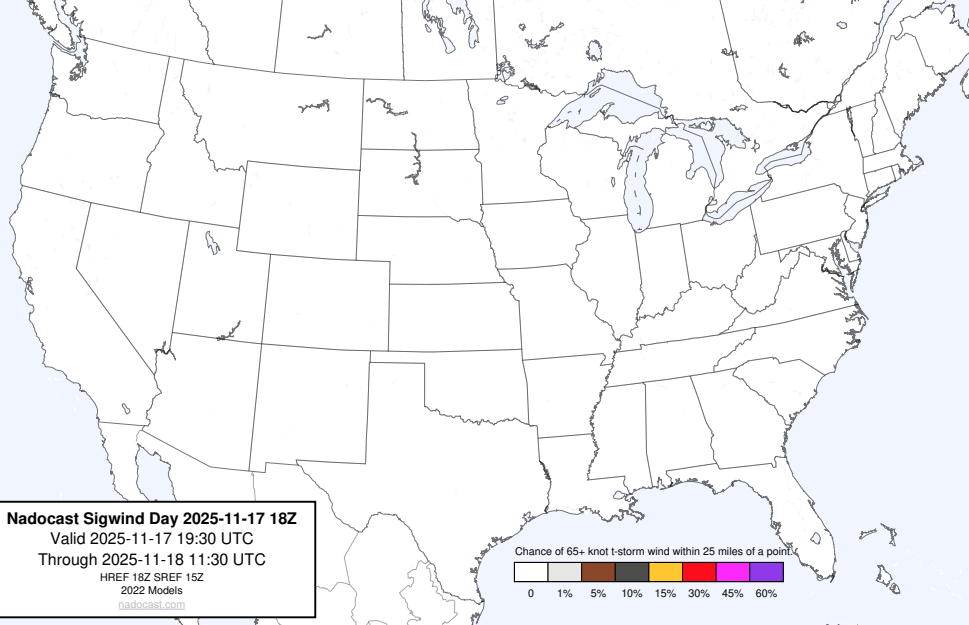 Nadocast Sigwind Day 2025-11-17 18Z
Valid 2025-11-17 19:30 UTC
Through 2025-11-18 11:30 UTC
HREF 18Z SREF 15Z
2022 Models
nadocast.com
Chance of 65+ knot t-storm wind within 25 miles of a point.
0 1% 5% 10% 15% 30% 45% 60%